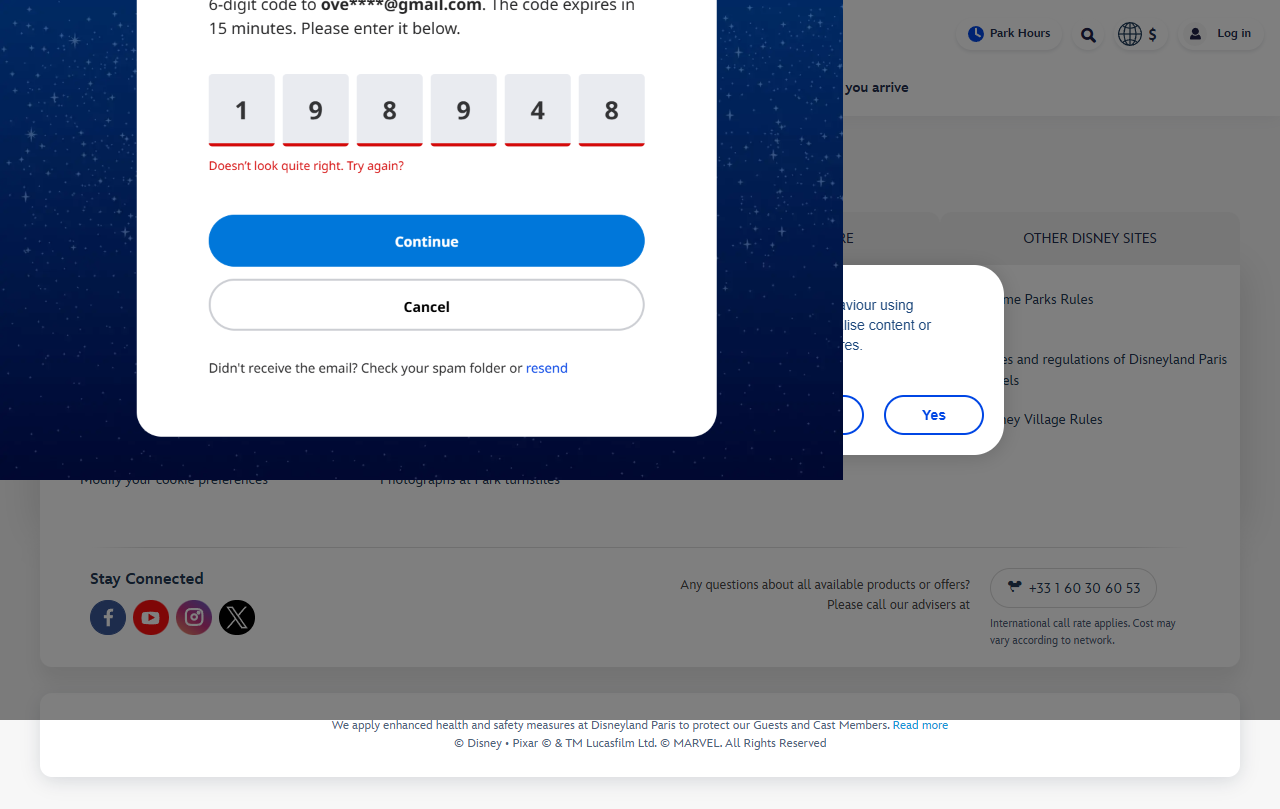 6-digit code to ove****@gmail.com. The code expires in
15 minutes. Please enter it below.
1 9 8 9 4 8
Doesn't look quite right. Try again?
Continue
Cancel
Didn't receive the email? Check your spam folder or resend
Park Hours
$
Log in
you arrive
RE
OTHER DISNEY SITES
me Parks Rules
es and regulations of Disneyland Paris
els
ney Village Rules
aviour using
lise content or
res.
Yes
Modify your cookie preferences
Photographs at Park turnstiles
Stay Connected
Any questions about all available products or offers?
Please call our advisers at
+33 1 60 30 60 53
International call rate applies. Cost may
vary according to network.
We apply enhanced health and safety measures at Disneyland Paris to protect our Guests and Cast Members. Read more
© Disney • Pixar © & TM Lucasfilm Ltd. © MARVEL. All Rights Reserved